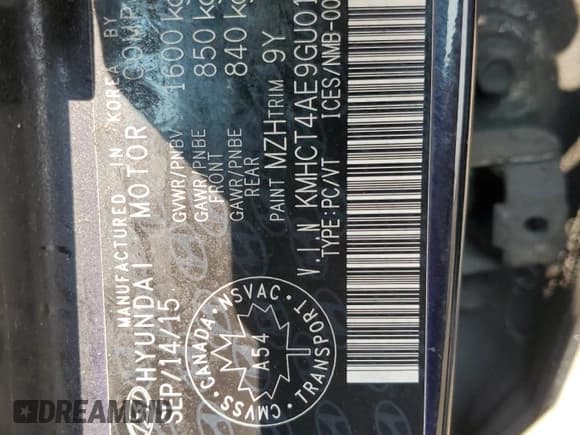 MANUFACTURED IN KOREA BY
HYUNDAI MOTOR COMP
SEP/14/15
GVWR/PNBV 1600 kg
GAWR/PNBE FRONT 850 kg
GAWR/PNBE REAR 840 kg
PAINT MZH TRIM 9Y
V.I.N KMHCT4AE9GU01
TYPE:PC/VT ICES/NMB-00
CANADA NSVAC
A54
CMVSS TRANSPORT
DREAMBID